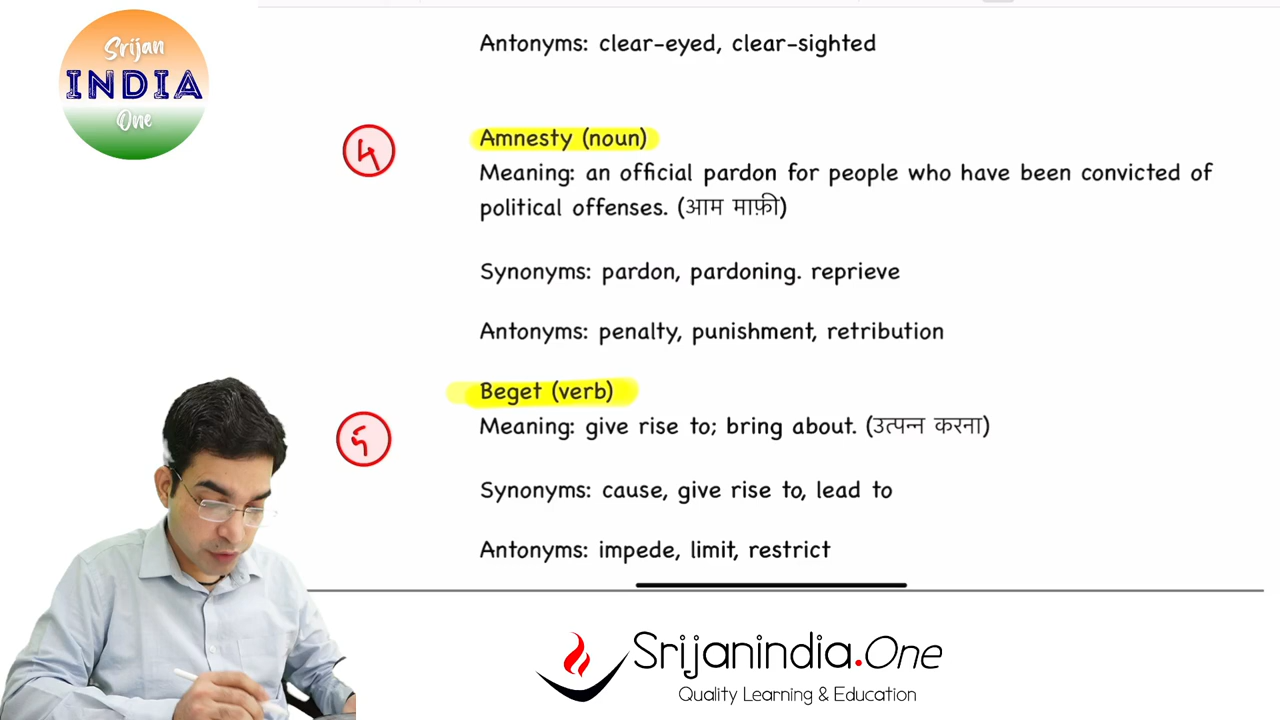 Srijan
INDIA
One
Antonyms: clear-eyed, clear-sighted
4
Amnesty (noun)
Meaning: an official pardon for people who have been convicted of
political offenses. (आम माफ़ी)
Synonyms: pardon, pardoning. reprieve
Antonyms: penalty, punishment, retribution
Beget (verb)
5
Meaning: give rise to; bring about. (उत्पन्न करना)
Synonyms: cause, give rise to, lead to
Antonyms: impede, limit, restrict
Srijanindia.One
Quality Learning & Education